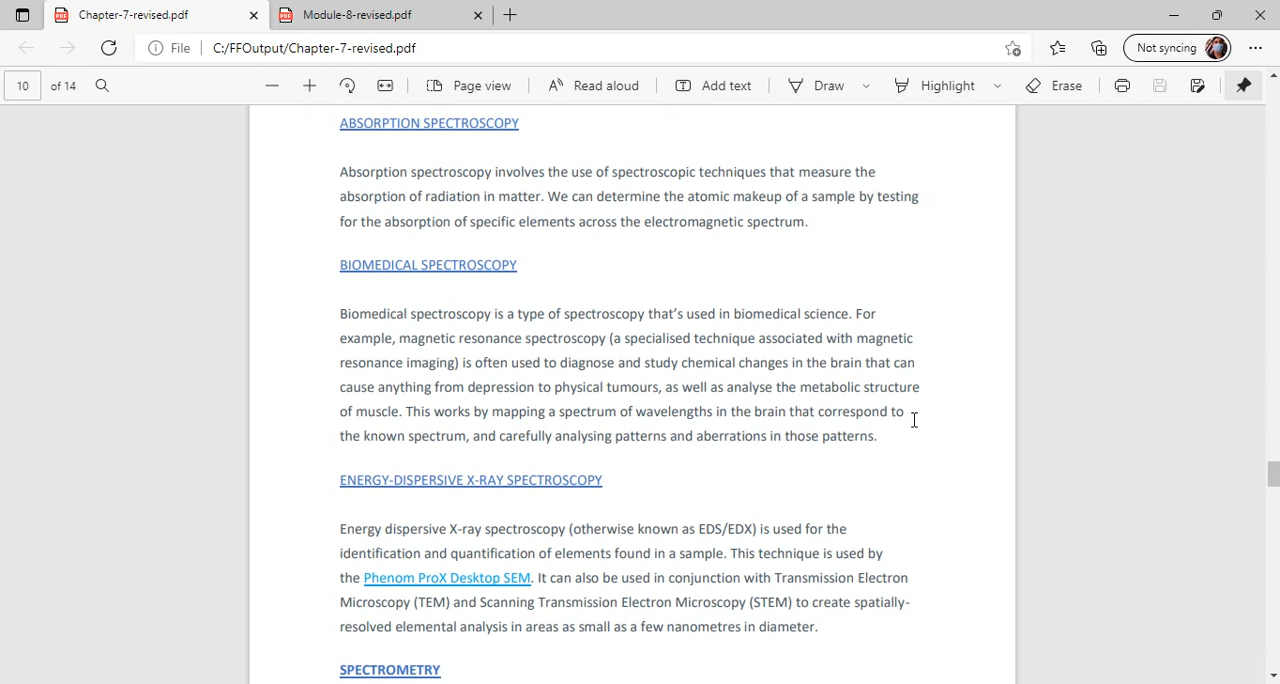 Chapter-7-revised.pdf
Module-8-revised.pdf
File
C:/FFOutput/Chapter-7-revised.pdf
Not syncing
10 of 14
Page view
Read aloud
Add text
Draw
Highlight
Erase
ABSORPTION SPECTROSCOPY
Absorption spectroscopy involves the use of spectroscopic techniques that measure the
absorption of radiation in matter. We can determine the atomic makeup of a sample by testing
for the absorption of specific elements across the electromagnetic spectrum.
BIOMEDICAL SPECTROSCOPY
Biomedical spectroscopy is a type of spectroscopy that’s used in biomedical science. For
example, magnetic resonance spectroscopy (a specialised technique associated with magnetic
resonance imaging) is often used to diagnose and study chemical changes in the brain that can
cause anything from depression to physical tumours, as well as analyse the metabolic structure
of muscle. This works by mapping a spectrum of wavelengths in the brain that correspond to
the known spectrum, and carefully analysing patterns and aberrations in those patterns.
ENERGY-DISPERSIVE X-RAY SPECTROSCOPY
Energy dispersive X-ray spectroscopy (otherwise known as EDS/EDX) is used for the
identification and quantification of elements found in a sample. This technique is used by
the Phenom ProX Desktop SEM. It can also be used in conjunction with Transmission Electron
Microscopy (TEM) and Scanning Transmission Electron Microscopy (STEM) to create spatially-
resolved elemental analysis in areas as small as a few nanometres in diameter.
SPECTROMETRY